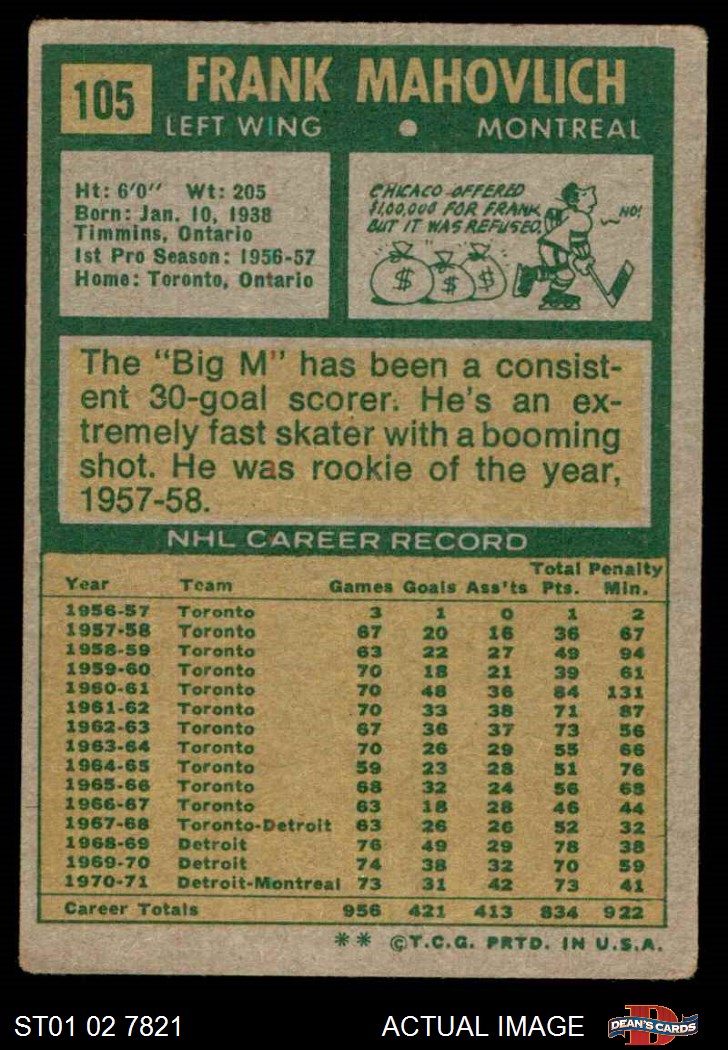 105
FRANK MAHOVLICH
LEFT WING • MONTREAL
Ht: 6'0" Wt: 205
Born: Jan. 10, 1938
Timmins, Ontario
1st Pro Season: 1956-57
Home: Toronto, Ontario
CHICAGO OFFERED
$1,00,000 FOR FRANK
BUT IT WAS REFUSED.
NO!
$ $ $
The "Big M" has been a consist-
ent 30-goal scorer. He's an ex-
tremely fast skater with a booming
shot. He was rookie of the year,
1957-58.
NHL CAREER RECORD
Total Penalty
Year Team Games Goals Ass'ts Pts. Min.
1956-57 Toronto 3 1 0 1 2
1957-58 Toronto 67 20 16 36 67
1958-59 Toronto 63 22 27 49 94
1959-60 Toronto 70 18 21 39 61
1960-61 Toronto 70 48 36 84 131
1961-62 Toronto 70 33 38 71 87
1962-63 Toronto 67 36 37 73 56
1963-64 Toronto 70 26 29 55 66
1964-65 Toronto 59 23 28 51 76
1965-66 Toronto 68 32 24 56 68
1966-67 Toronto 63 18 28 46 44
1967-68 Toronto-Detroit 63 26 26 52 32
1968-69 Detroit 76 49 29 78 38
1969-70 Detroit 74 38 32 70 59
1970-71 Detroit-Montreal 73 31 42 73 41
Career Totals 956 421 413 834 922
** ©T.C.G. PRTD. IN U.S.A.
ST01 02 7821
ACTUAL IMAGE
D
DEAN'S CARDS